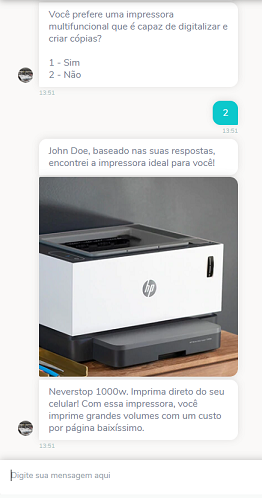 Você prefere uma impressora
multifuncional que é capaz de digitalizar e
criar cópias?
1 - Sim
2 - Não
13:51
2
13:51
John Doe, baseado nas suas respostas,
encontrei a impressora ideal para você!
hp
Neverstop 1000w. Imprima direto do seu
celular! Com essa impressora, você
imprime grandes volumes com um custo
por página baixíssimo.
13:51
Digite sua mensagem aqui